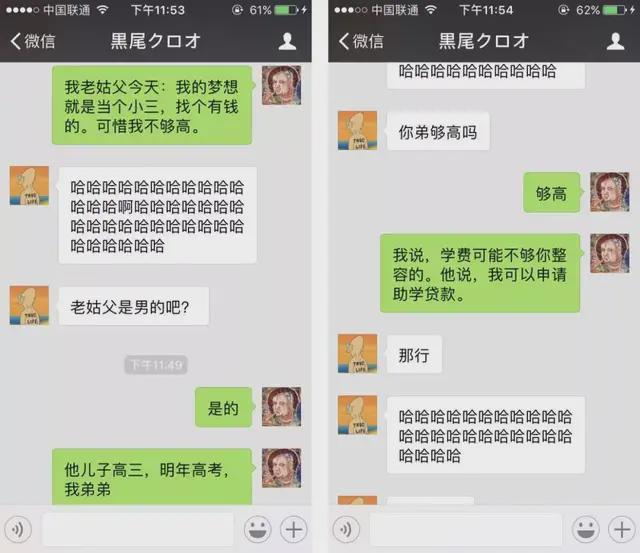 中国联通
下午11:53
61%
微信
黒尾クロオ
我老姑父今天：我的梦想
就是当个小三，找个有钱
的。可惜我不够高。
哈哈哈哈哈哈哈哈哈哈哈
哈哈哈啊哈哈哈哈哈哈哈
哈哈哈哈哈哈哈哈哈哈哈
哈哈哈哈哈哈
老姑父是男的吧？
下午11:49
是的
他儿子高三，明年高考，
我弟弟
中国联通
下午11:54
62%
微信
黒尾クロオ
哈哈哈哈哈哈哈哈哈哈
你弟够高吗
够高
我说，学费可能不够你整
容的。他说，我可以申请
助学贷款。
那行
哈哈哈哈哈哈哈哈哈哈哈
哈哈哈哈哈哈哈哈哈哈哈
哈哈哈哈
THUG
LIFE